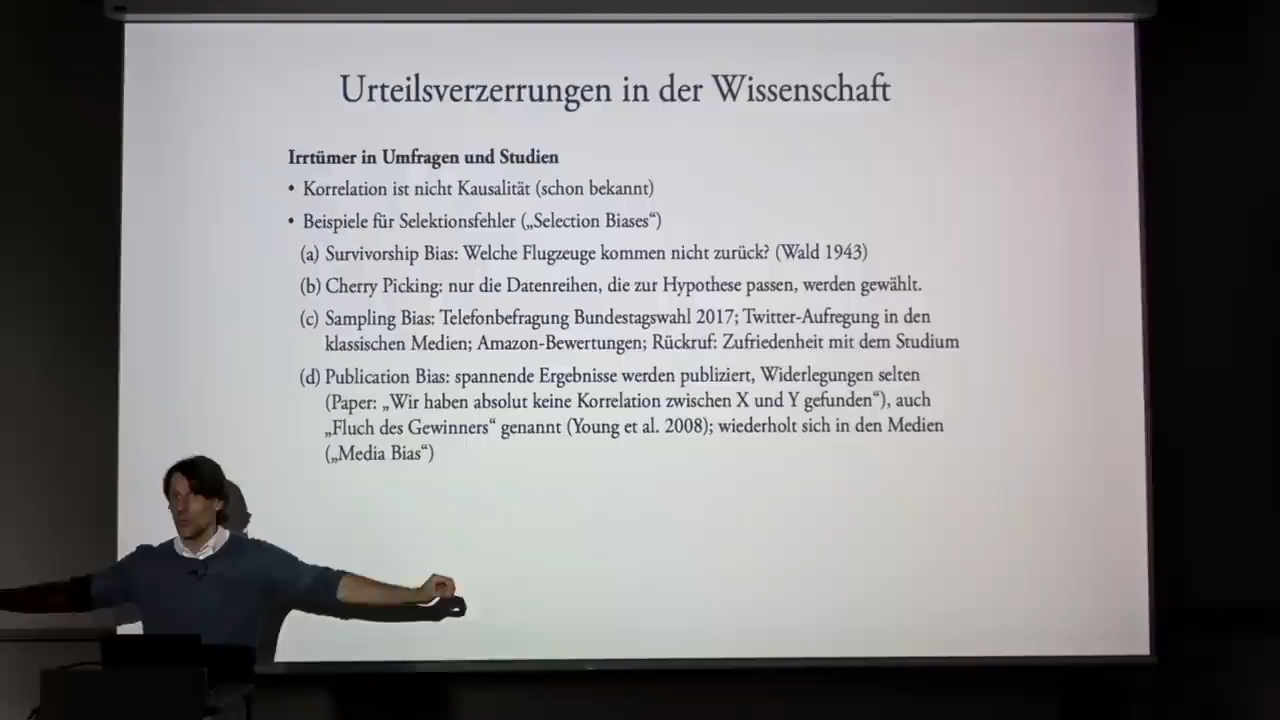 Urteilsverzerrungen in der Wissenschaft
Irrtümer in Umfragen und Studien
• Korrelation ist nicht Kausalität (schon bekannt)
• Beispiele für Selektionsfehler („Selection Biases“)
(a) Survivorship Bias: Welche Flugzeuge kommen nicht zurück? (Wald 1943)
(b) Cherry Picking: nur die Datenreihen, die zur Hypothese passen, werden gewählt.
(c) Sampling Bias: Telefonbefragung Bundestagswahl 2017; Twitter-Aufregung in den
klassischen Medien; Amazon-Bewertungen; Rückruf: Zufriedenheit mit dem Studium
(d) Publication Bias: spannende Ergebnisse werden publiziert, Widerlegungen selten
(Paper: „Wir haben absolut keine Korrelation zwischen X und Y gefunden“), auch
„Fluch des Gewinners“ genannt (Young et al. 2008); wiederholt sich in den Medien
(„Media Bias“)